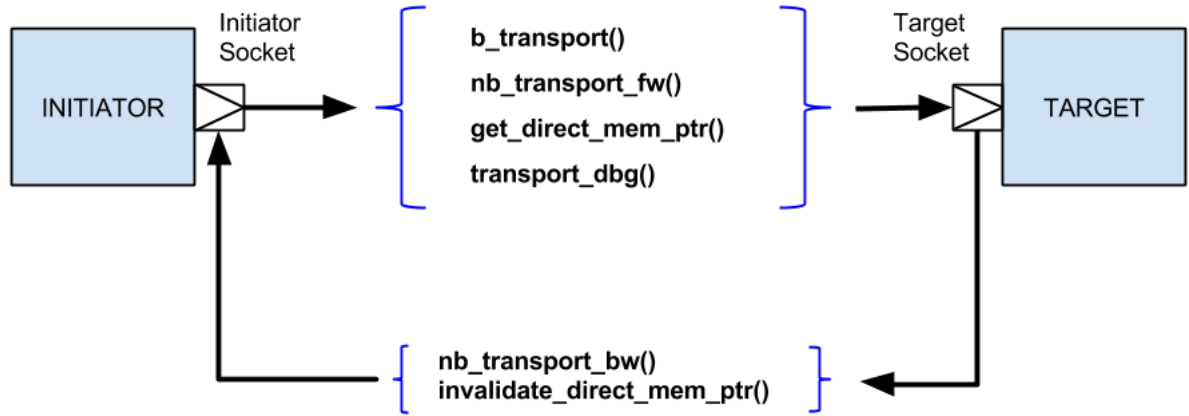 Initiator
Socket
Target
Socket
INITIATOR
b_transport()
nb_transport_fw()
get_direct_mem_ptr()
transport_dbg()
TARGET
nb_transport_bw()
invalidate_direct_mem_ptr()